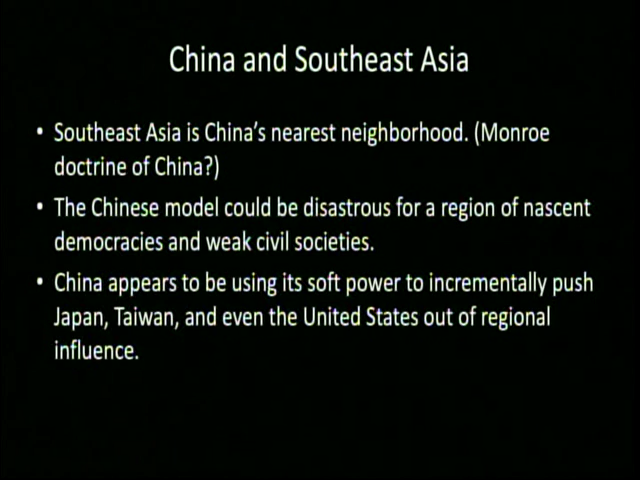 China and Southeast Asia
• Southeast Asia is China's nearest neighborhood. (Monroe
doctrine of China?)
• The Chinese model could be disastrous for a region of nascent
democracies and weak civil societies.
• China appears to be using its soft power to incrementally push
Japan, Taiwan, and even the United States out of regional
influence.